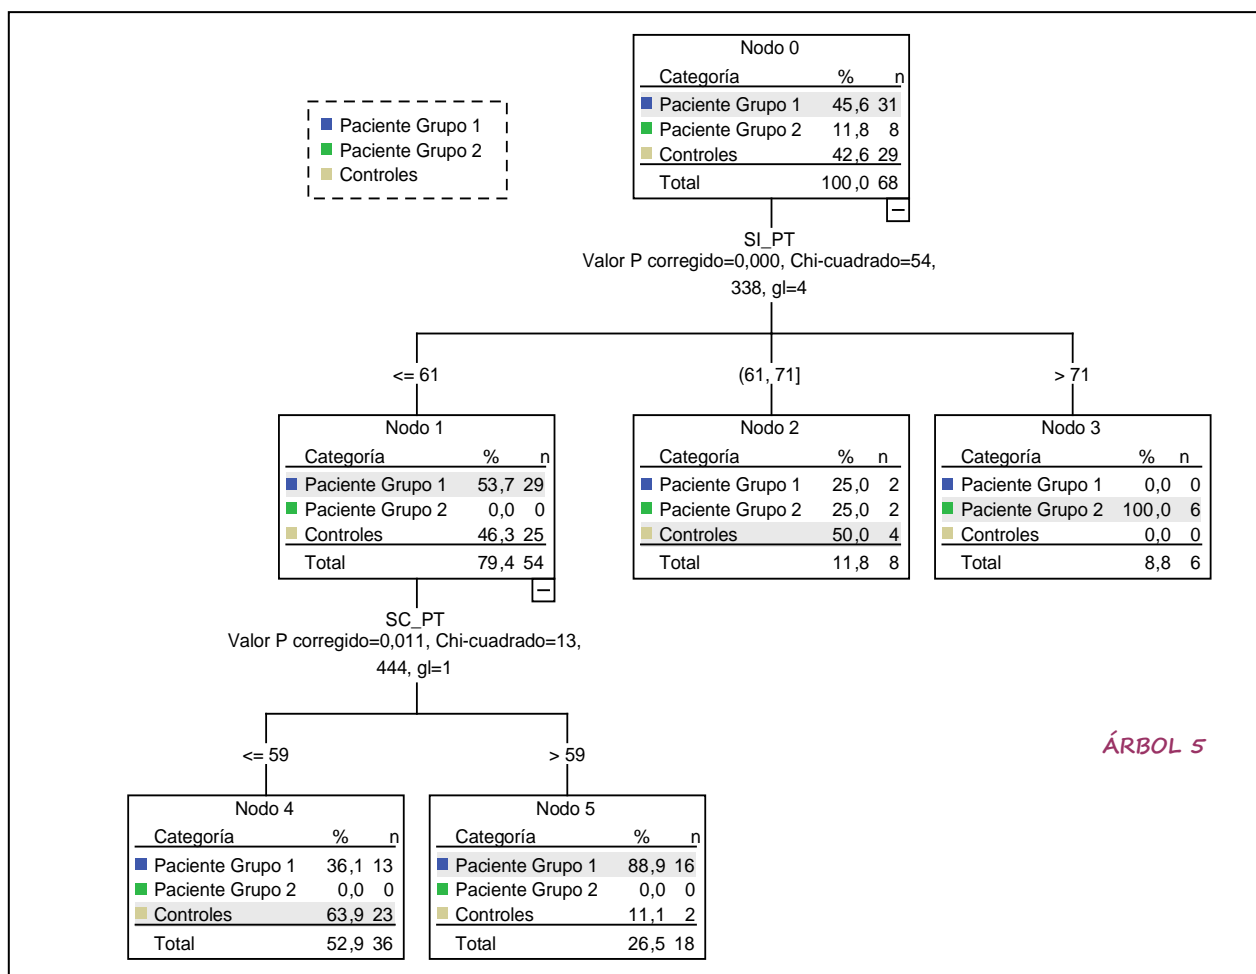 Nodo 0
Categoría % n
Paciente Grupo 1 45,6 31
Paciente Grupo 2 11,8 8
Controles 42,6 29
Total 100,0 68
Paciente Grupo 1
Paciente Grupo 2
Controles
SI_PT
Valor P corregido=0,000, Chi-cuadrado=54,
338, gl=4
<= 61
(61, 71]
> 71
Nodo 1
Categoría % n
Paciente Grupo 1 53,7 29
Paciente Grupo 2 0,0 0
Controles 46,3 25
Total 79,4 54
Nodo 2
Categoría % n
Paciente Grupo 1 25,0 2
Paciente Grupo 2 25,0 2
Controles 50,0 4
Total 11,8 8
Nodo 3
Categoría % n
Paciente Grupo 1 0,0 0
Paciente Grupo 2 100,0 6
Controles 0,0 0
Total 8,8 6
SC_PT
Valor P corregido=0,011, Chi-cuadrado=13,
444, gl=1
<= 59
> 59
ÁRBOL 5
Nodo 4
Categoría % n
Paciente Grupo 1 36,1 13
Paciente Grupo 2 0,0 0
Controles 63,9 23
Total 52,9 36
Nodo 5
Categoría % n
Paciente Grupo 1 88,9 16
Paciente Grupo 2 0,0 0
Controles 11,1 2
Total 26,5 18